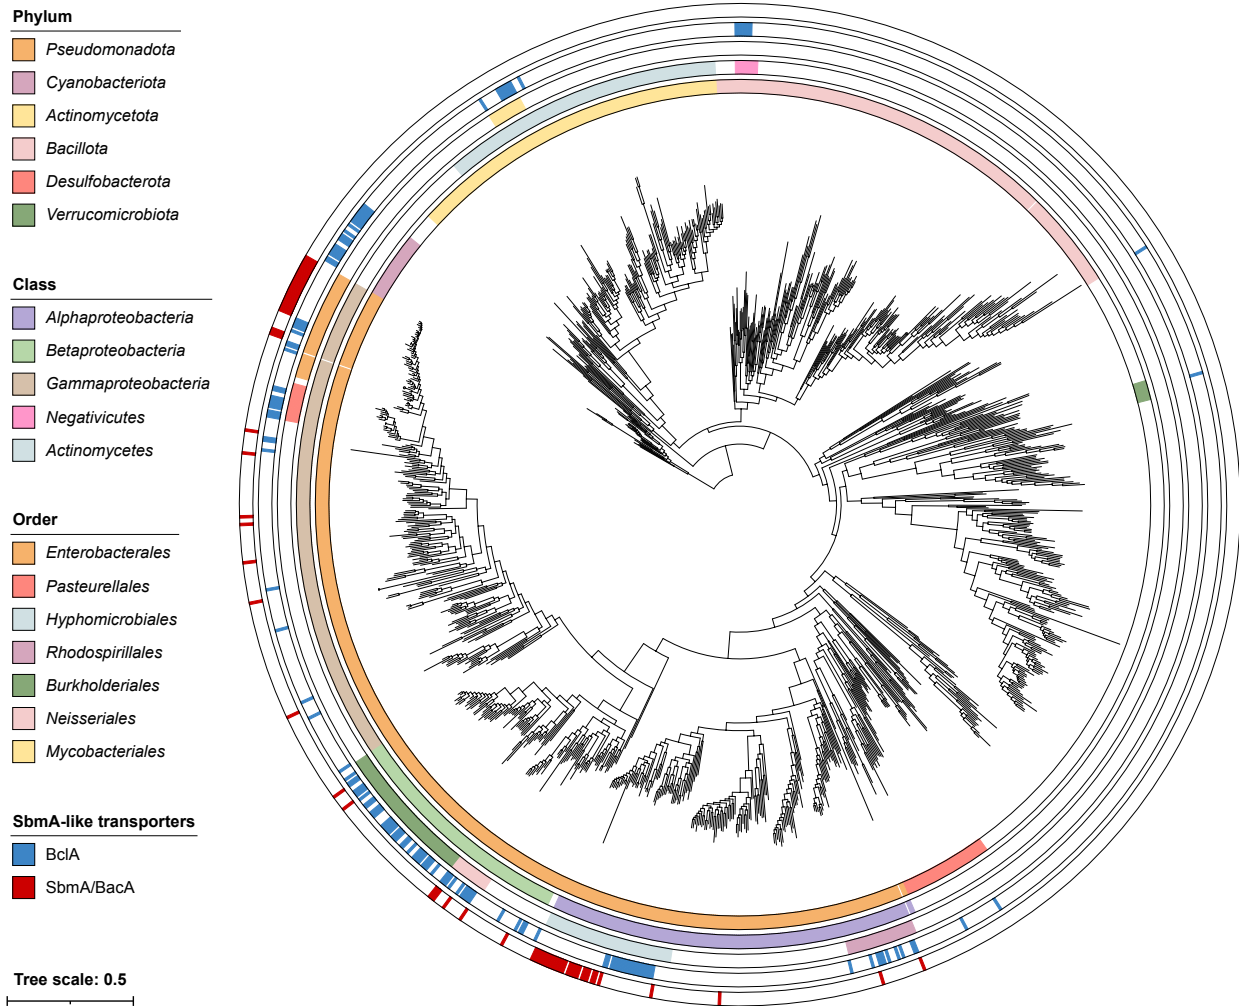 Phylum
Pseudomonadota
Cyanobacteriota
Actinomycetota
Bacillota
Desulfobacterota
Verrucomicrobiota
Class
Alphaproteobacteria
Betaproteobacteria
Gammaproteobacteria
Negativicutes
Actinomycetes
Order
Enterobacterales
Pasteurellales
Hyphomicrobiales
Rhodospirillales
Burkholderiales
Neisseriales
Mycobacteriales
SbmA-like transporters
BclA
SbmA/BacA
Tree scale: 0.5